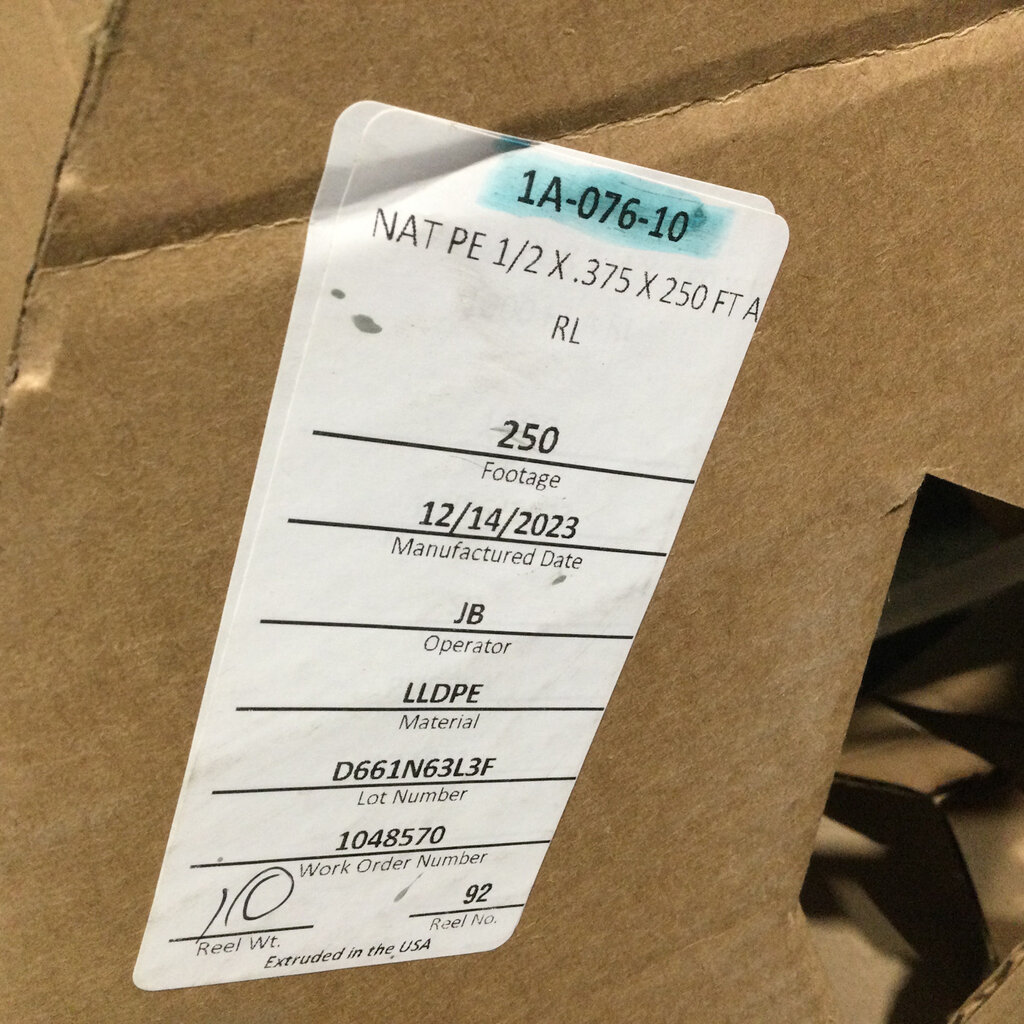 1A-076-10
NAT PE 1/2 X .375 X 250 FT A
RL
250
Footage
12/14/2023
Manufactured Date
JB
Operator
LLDPE
Material
D661N63L3F
Lot Number
1048570
Work Order Number
10 92
Reel Wt. Reel No.
Extruded in the USA